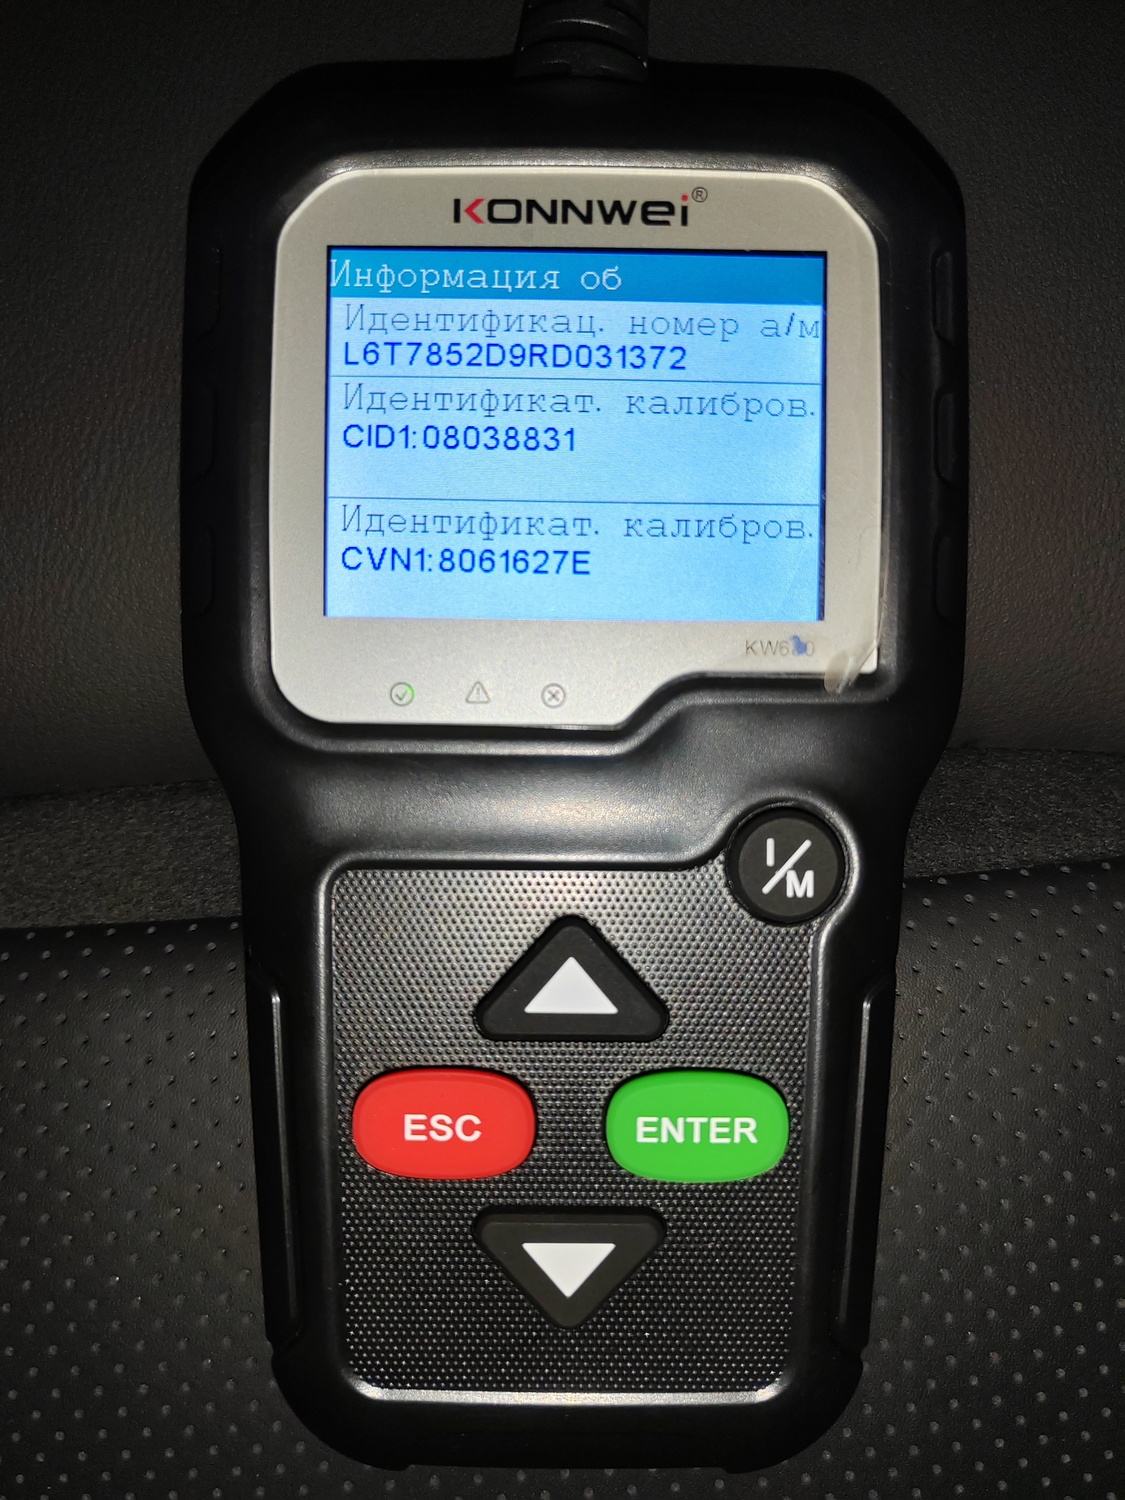 KONNWei®
Информация об
Идентификац. номер а/м
L6T7852D9RD031372
Идентификат. калибров.
CID1:08038831
Идентификат. калибров.
CVN1:8061627E
I/M
ESC
ENTER